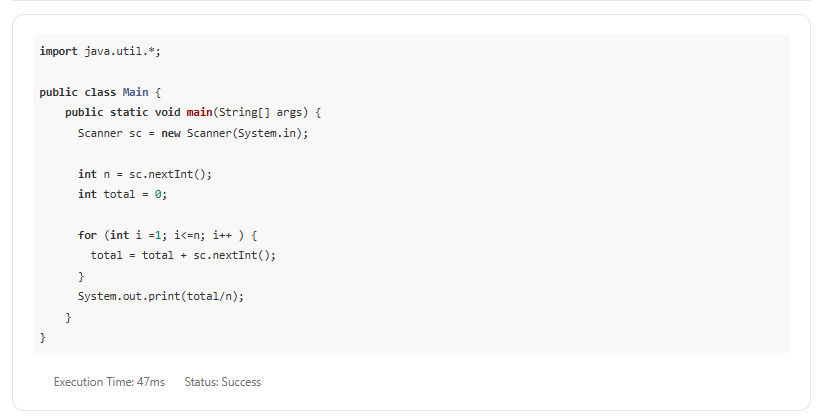 import java.util.*;
public class Main {
public static void main(String[] args) {
Scanner sc = new Scanner(System.in);
int n = sc.nextInt();
int total = 0;
for (int i =1; i<=n; i++ ) {
total = total + sc.nextInt();
}
System.out.print(total/n);
}
}
Execution Time: 47ms Status: Success